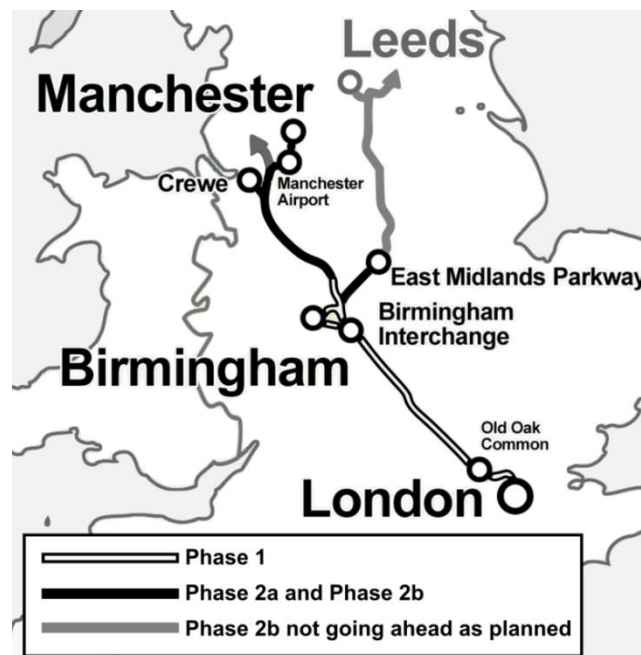 Leeds
Manchester
Crewe
Manchester
Airport
East Midlands Parkway
Birmingham
Interchange
Birmingham
Old Oak
Common
London
Phase 1
Phase 2a and Phase 2b
Phase 2b not going ahead as planned